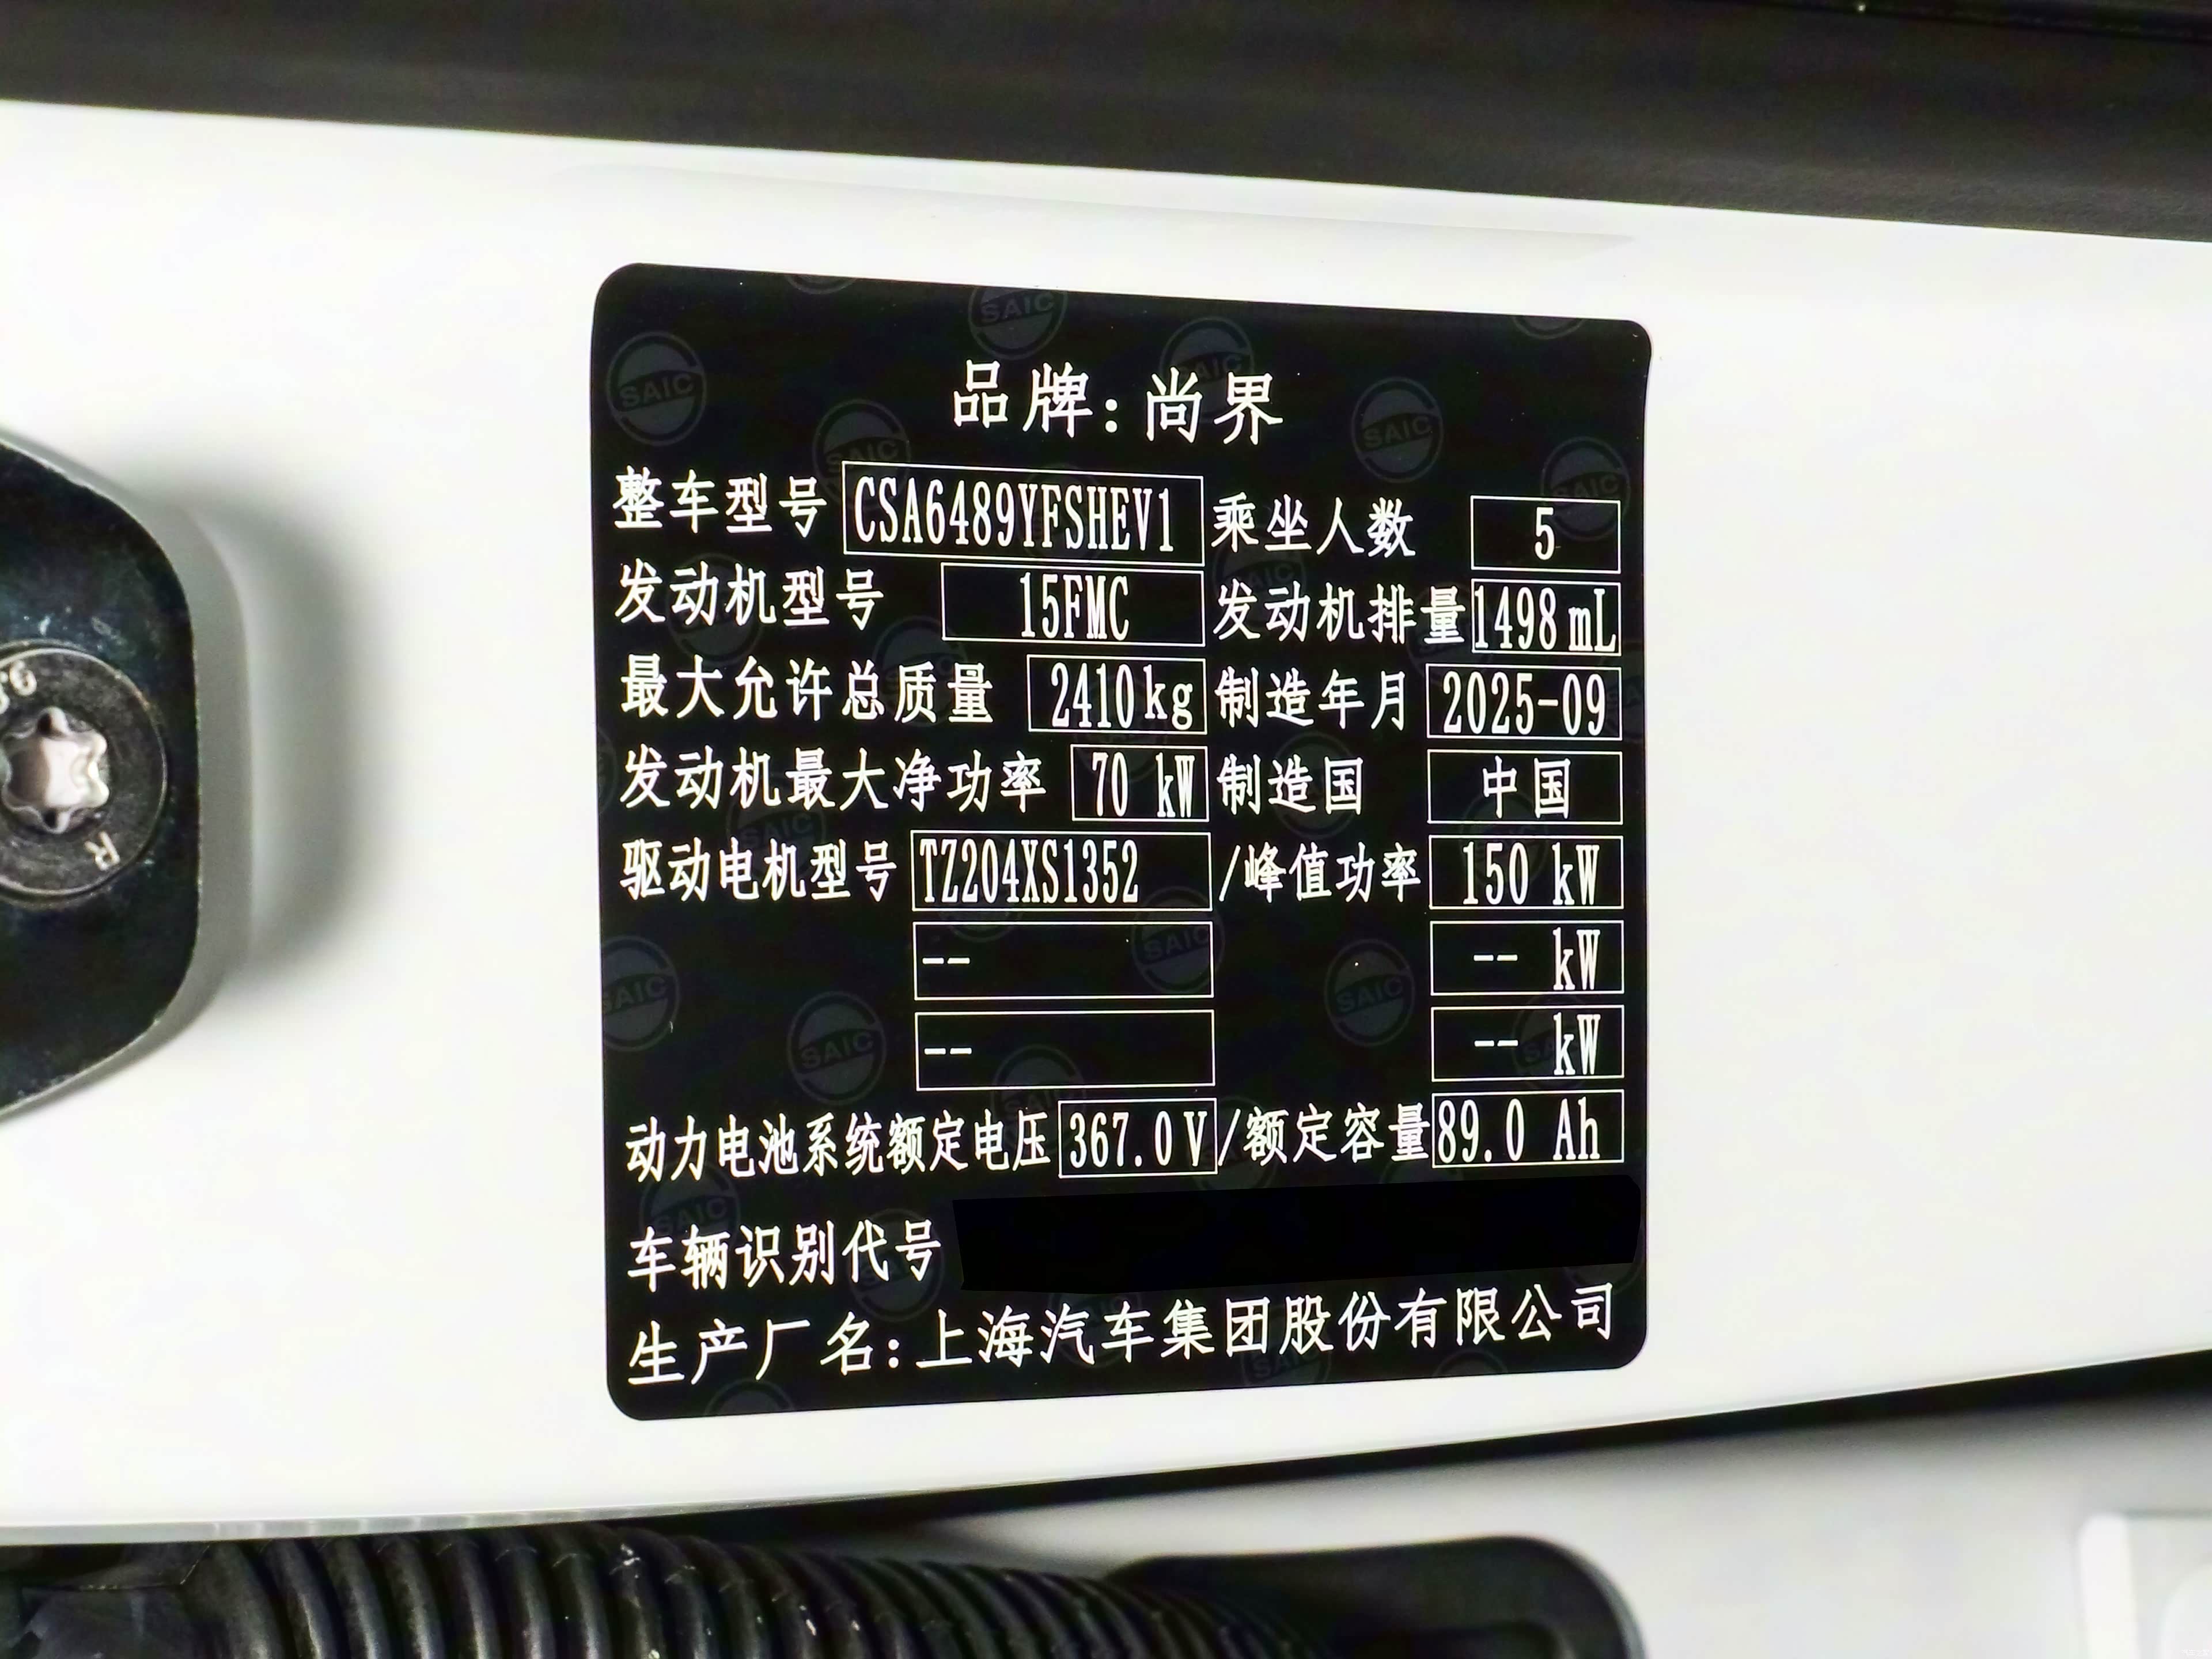 品牌:尚界
整车型号 CSA6489YFSHEV1 乘坐人数 5
发动机型号 15FMC 发动机排量 1498 mL
最大允许总质量 2410kg 制造年月 2025-09
发动机最大净功率 70 kW 制造国 中国
驱动电机型号 TZ204XS1352 /峰值功率 150 kW
-- -- kW
-- -- kW
动力电池系统额定电压 367.0V /额定容量 89.0 Ah
车辆识别代号
生产厂名:上海汽车集团股份有限公司
SAIC
R